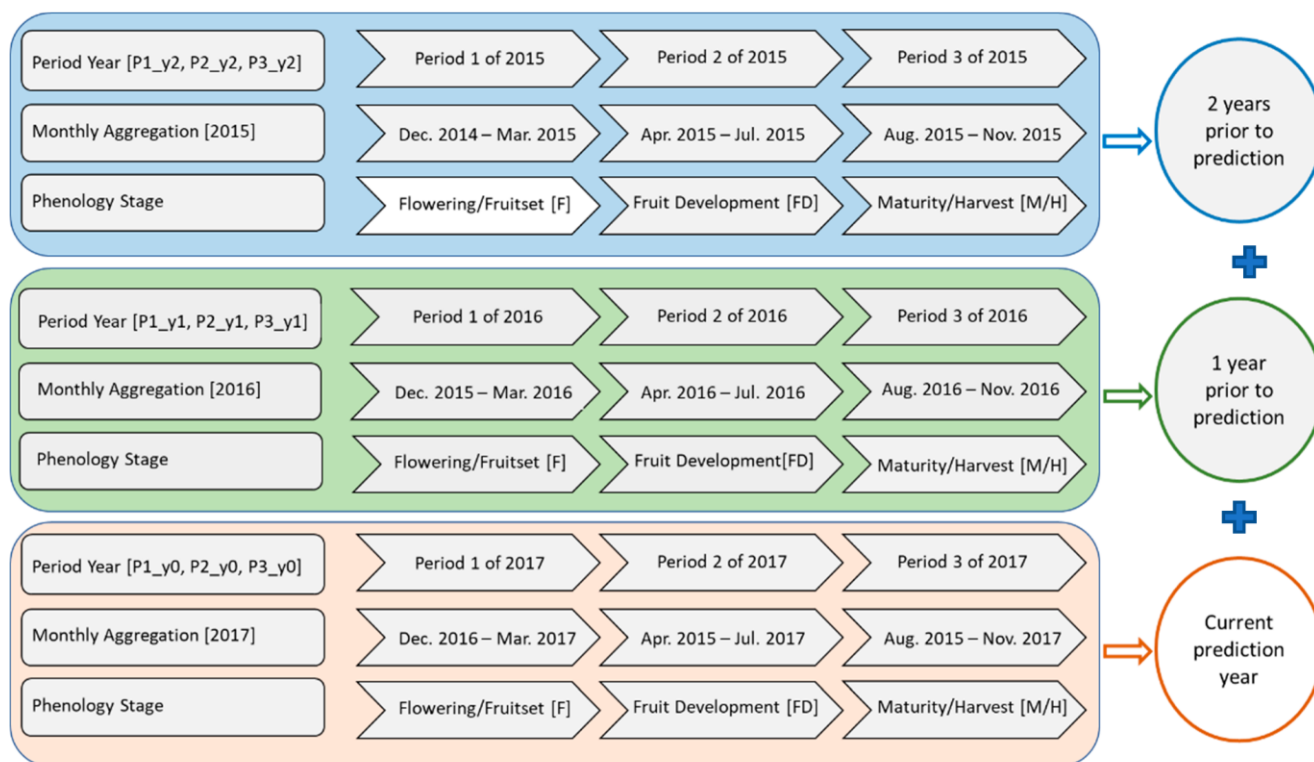 Period Year [P1_y2, P2_y2, P3_y2]
Period 1 of 2015
Period 2 of 2015
Period 3 of 2015
Monthly Aggregation [2015]
Dec. 2014 – Mar. 2015
Apr. 2015 – Jul. 2015
Aug. 2015 – Nov. 2015
Phenology Stage
Flowering/Fruitset [F]
Fruit Development [FD]
Maturity/Harvest [M/H]
2 years
prior to
prediction
Period Year [P1_y1, P2_y1, P3_y1]
Period 1 of 2016
Period 2 of 2016
Period 3 of 2016
Monthly Aggregation [2016]
Dec. 2015 – Mar. 2016
Apr. 2016 – Jul. 2016
Aug. 2016 – Nov. 2016
Phenology Stage
Flowering/Fruitset [F]
Fruit Development[FD]
Maturity/Harvest [M/H]
1 year
prior to
prediction
Period Year [P1_y0, P2_y0, P3_y0]
Period 1 of 2017
Period 2 of 2017
Period 3 of 2017
Monthly Aggregation [2017]
Dec. 2016 – Mar. 2017
Apr. 2015 – Jul. 2017
Aug. 2015 – Nov. 2017
Phenology Stage
Flowering/Fruitset [F]
Fruit Development [FD]
Maturity/Harvest [M/H]
Current
prediction
year